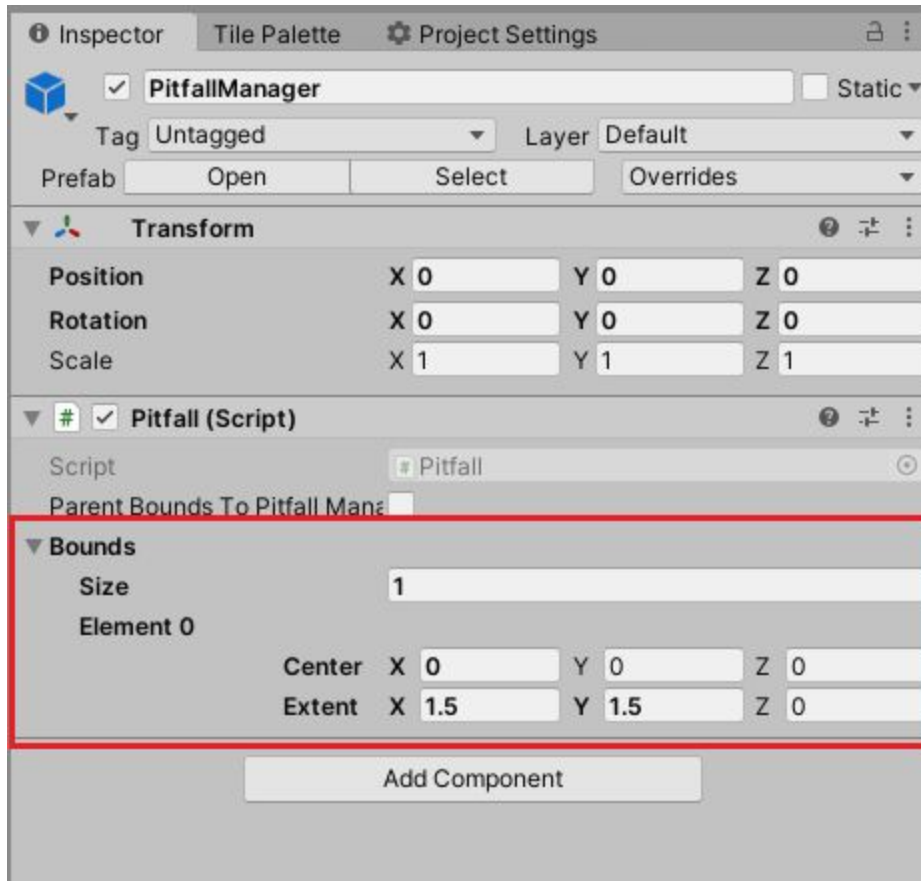 Inspector Tile Palette Project Settings
PitfallManager Static
Tag Untagged Layer Default
Prefab Open Select Overrides
Transform
Position X 0 Y 0 Z 0
Rotation X 0 Y 0 Z 0
Scale X 1 Y 1 Z 1
# Pitfall (Script)
Script # Pitfall
Parent Bounds To Pitfall Mana
Bounds
Size 1
Element 0
Center X 0 Y 0 Z 0
Extent X 1.5 Y 1.5 Z 0
Add Component